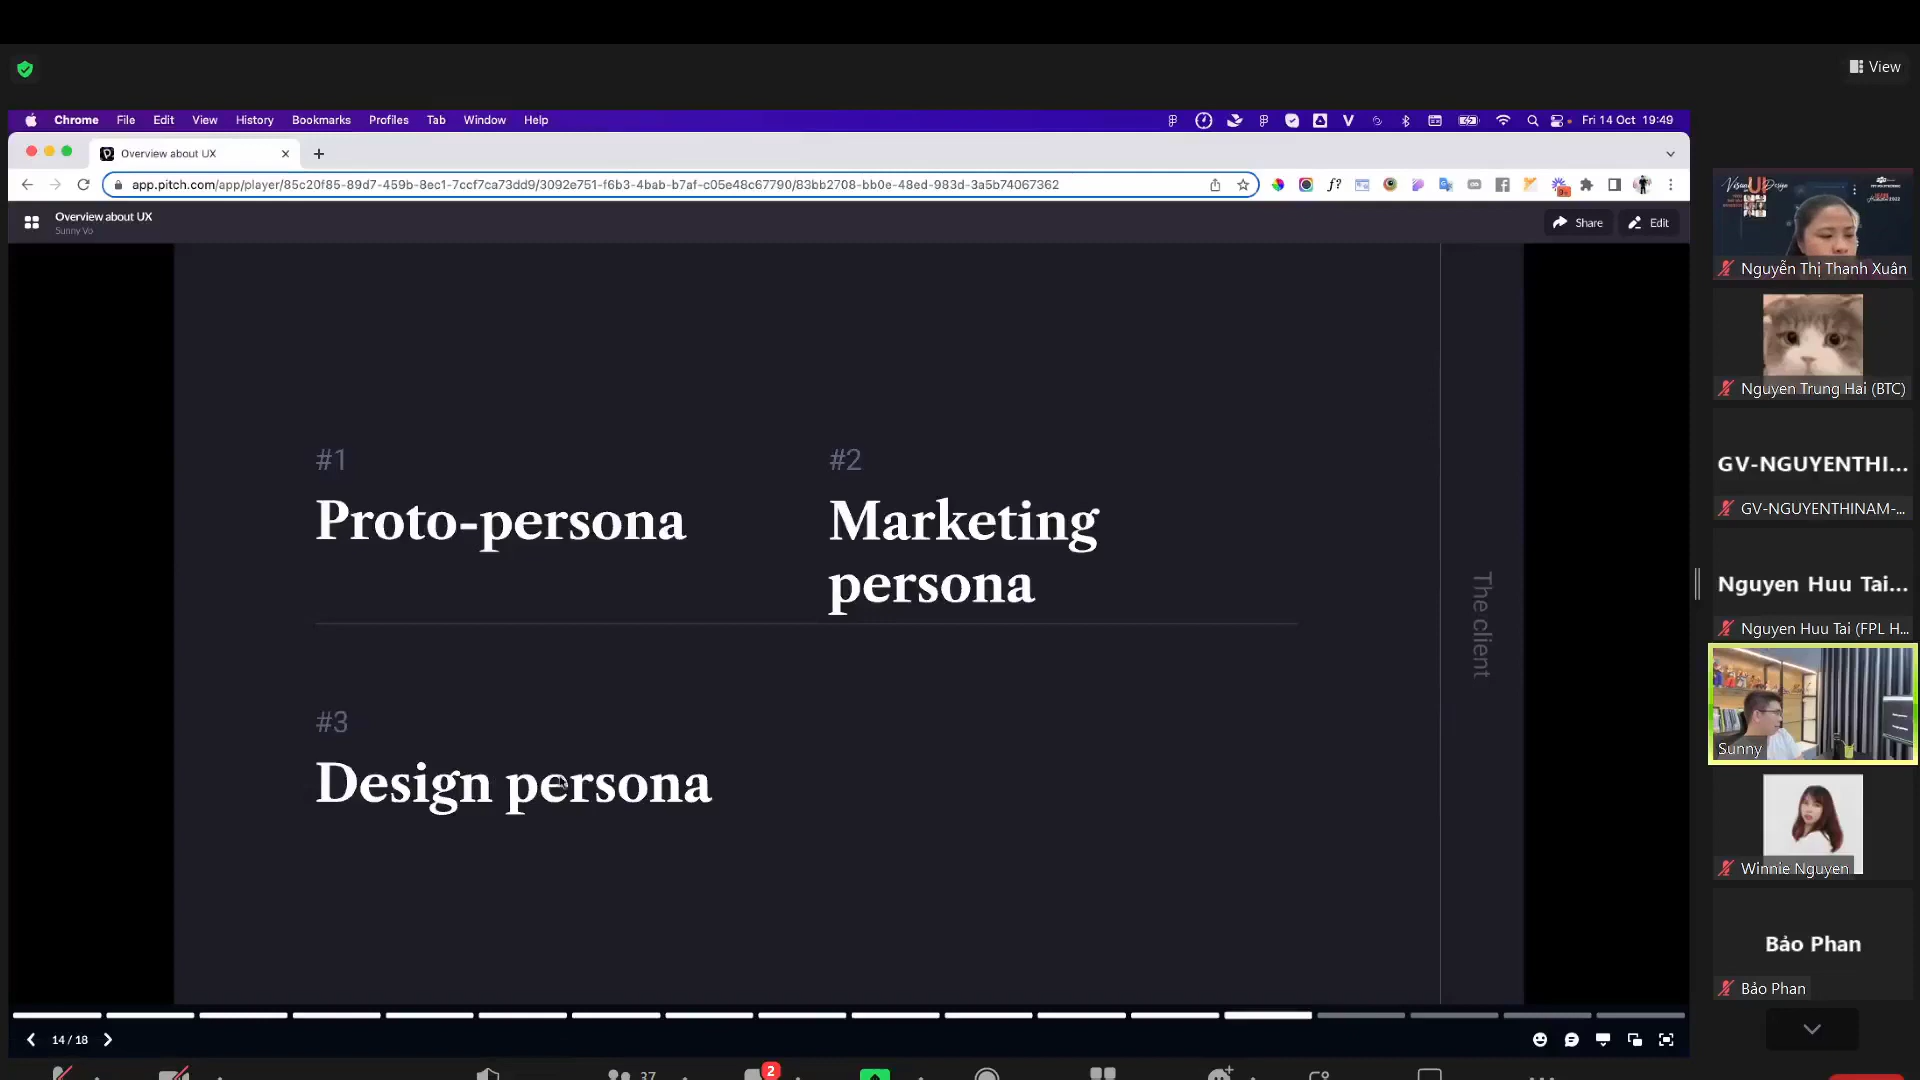 View
Chrome File Edit View History Bookmarks Profiles Tab Window Help
Fri 14 Oct 19:49
Overview about UX
app.pitch.com/app/player/85c20f85-89d7-459b-8ec1-7ccf7ca73dd9/3092e751-f6b3-4bab-b7af-c05e48c67790/83bb2708-bb0e-48ed-983d-3a5b74067362
Overview about UX
Sunny Vo
Share
Edit
#1
Proto-persona
#2
Marketing
persona
#3
Design persona
The client
14 / 18
Nguyễn Thị Thanh Xuân
Nguyen Trung Hai (BTC)
GV-NGUYENTHI...
GV-NGUYENTHINAM-...
Nguyen Huu Tai...
Nguyen Huu Tai (FPL H...
Sunny
Winnie Nguyen
Bảo Phan
Bảo Phan
37
2